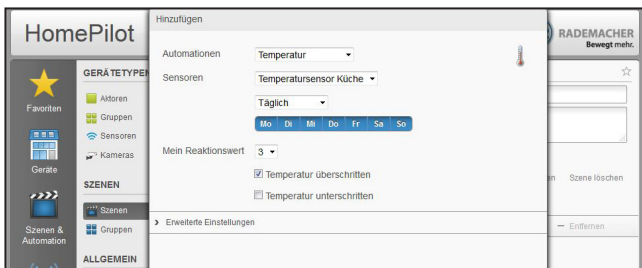 HomePilot
Favoriten
Geräte
Szenen &
Automation
GERÄTETYPEN
Aktoren
Gruppen
Sensoren
Kameras
SZENEN
Szenen
Gruppen
ALLGEMEIN
Hinzufügen
Automationen Temperatur
Sensoren Temperatursensor Küche
Täglich
Mo Di Mi Do Fr Sa So
Mein Reaktionswert 3
Temperatur überschritten
Temperatur unterschritten
Erweiterte Einstellungen
RADEMACHER
Bewegt mehr.
Szene löschen
Entfernen